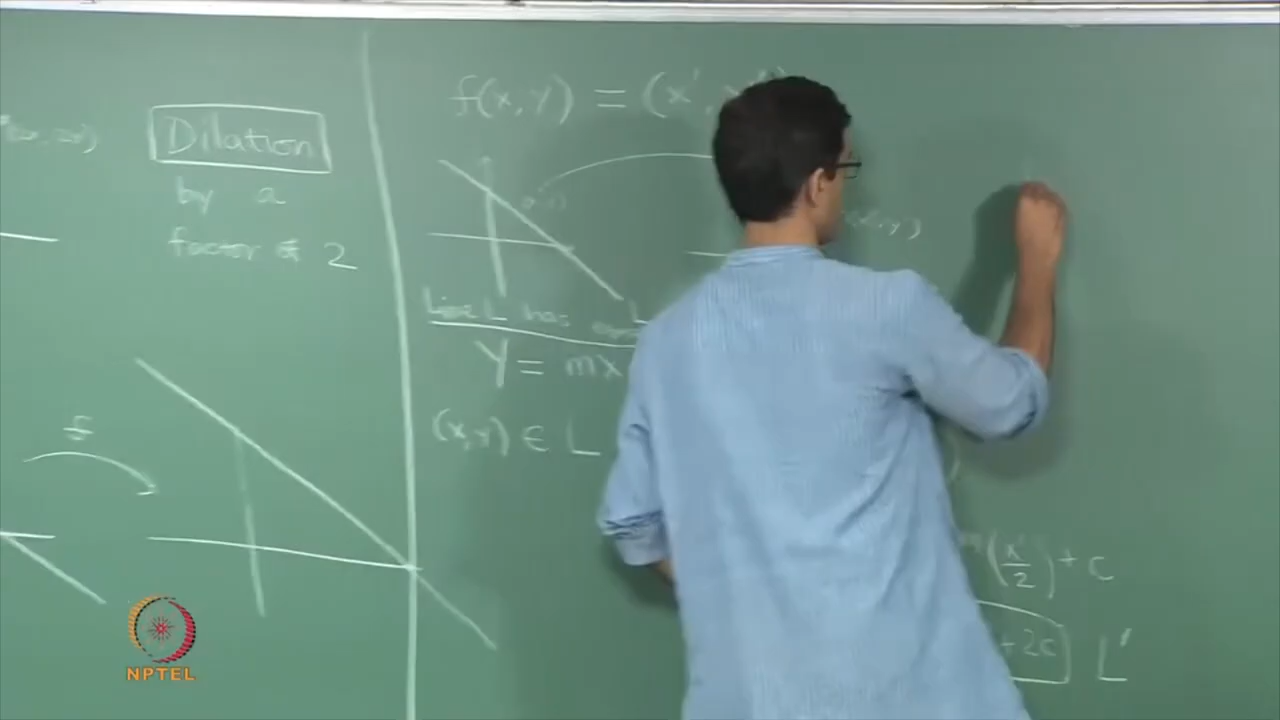 Dilation
by a
factor of 2
f
f(x,y) = (x',
Line L has
Y = mx
(x,y) ∈ L
(x'/2) + c
+2c L'
NPTEL